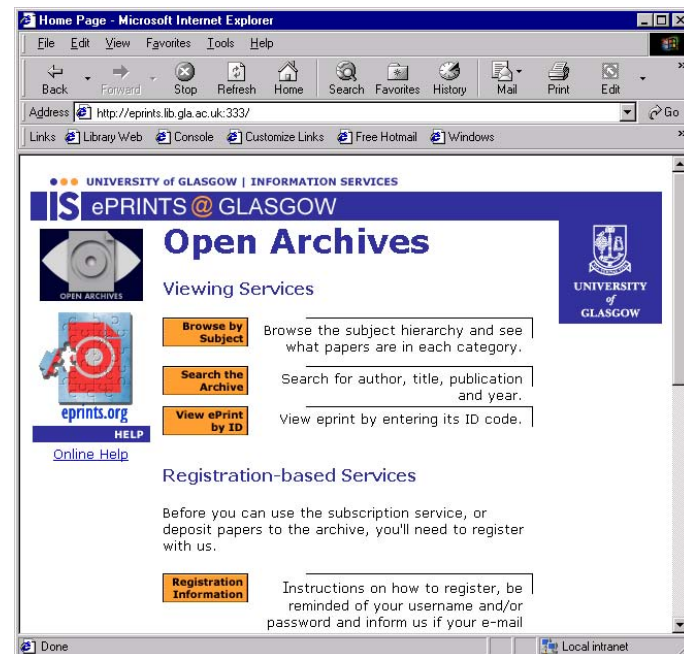 Home Page - Microsoft Internet Explorer
File Edit View Favorites Tools Help
Back Forward Stop Refresh Home Search Favorites History Mail Print Edit
Address http://eprints.lib.gla.ac.uk:333/ Go
Links Library Web Console Customize Links Free Hotmail Windows
UNIVERSITY of GLASGOW | INFORMATION SERVICES
IS ePRINTS@GLASGOW
Open Archives
OPEN ARCHIVES
UNIVERSITY
of
GLASGOW
Viewing Services
Browse by
Subject
Browse the subject hierarchy and see
what papers are in each category.
Search the
Archive
Search for author, title, publication
and year.
View ePrint
by ID
View eprint by entering its ID code.
eprints.org
HELP
Online Help
Registration-based Services
Before you can use the subscription service, or
deposit papers to the archive, you'll need to register
with us.
Registration
Information
Instructions on how to register, be
reminded of your username and/or
password and inform us if your e-mail
Done Local intranet